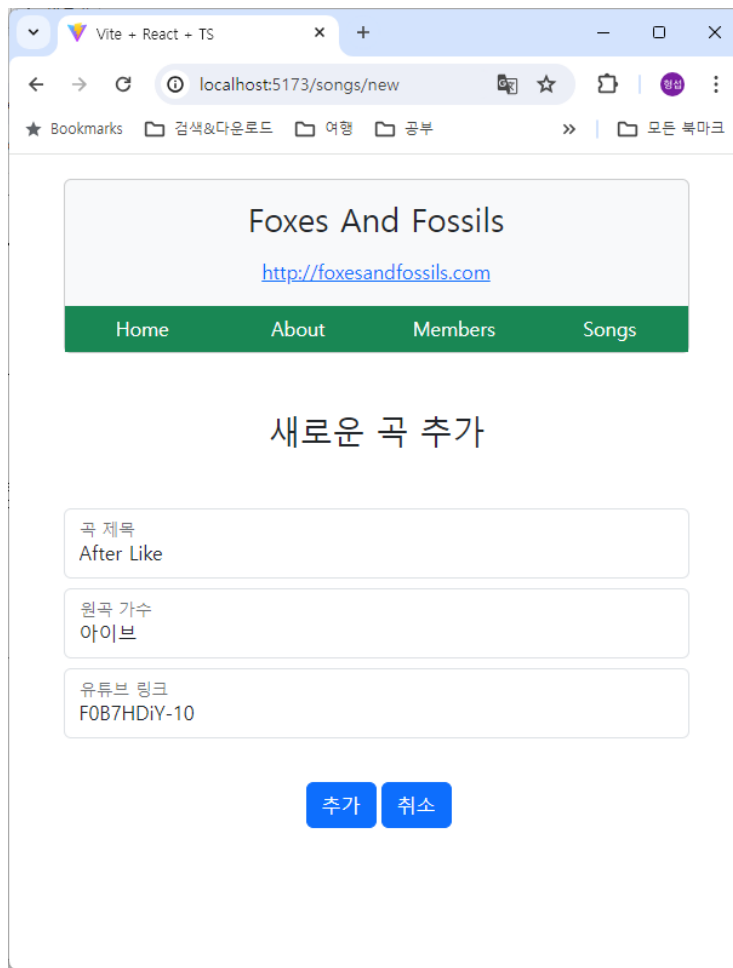 Vite + React + TS
localhost:5173/songs/new
형섭
Bookmarks 검색&다운로드 여행 공부 » 모든 북마크
Foxes And Fossils
http://foxesandfossils.com
Home About Members Songs
새로운 곡 추가
곡 제목
After Like
원곡 가수
아이브
유튜브 링크
F0B7HDiY-10
추가 취소